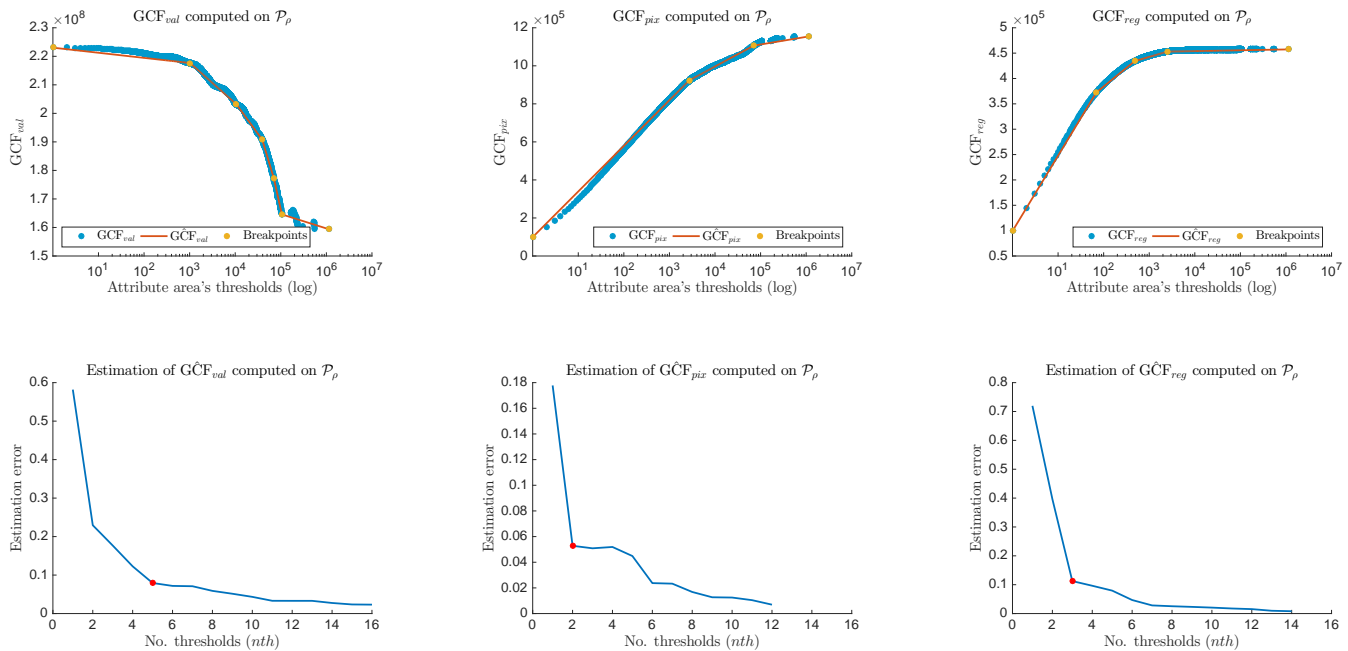 GCF_val computed on P_ρ
×10^8
2.3
2.2
2.1
2
1.9
1.8
1.7
1.6
1.5
GCF_val
GCF_val GĈF_val Breakpoints
10^1 10^2 10^3 10^4 10^5 10^6 10^7
Attribute area's thresholds (log)
GCF_pix computed on P_ρ
×10^5
12
10
8
6
4
2
0
GCF_pix
GCF_pix GĈF_pix Breakpoints
10^1 10^2 10^3 10^4 10^5 10^6 10^7
Attribute area's thresholds (log)
GCF_reg computed on P_ρ
×10^5
5
4.5
4
3.5
3
2.5
2
1.5
1
0.5
GCF_reg
GCF_reg GĈF_reg Breakpoints
10^1 10^2 10^3 10^4 10^5 10^6 10^7
Attribute area's thresholds (log)
Estimation of GĈF_val computed on P_ρ
0.6
0.5
0.4
0.3
0.2
0.1
0
Estimation error
0 2 4 6 8 10 12 14 16
No. thresholds (nth)
Estimation of GĈF_pix computed on P_ρ
0.18
0.16
0.14
0.12
0.1
0.08
0.06
0.04
0.02
0
Estimation error
0 2 4 6 8 10 12 14 16
No. thresholds (nth)
Estimation of GĈF_reg computed on P_ρ
0.8
0.7
0.6
0.5
0.4
0.3
0.2
0.1
0
Estimation error
0 2 4 6 8 10 12 14 16
No. thresholds (nth)